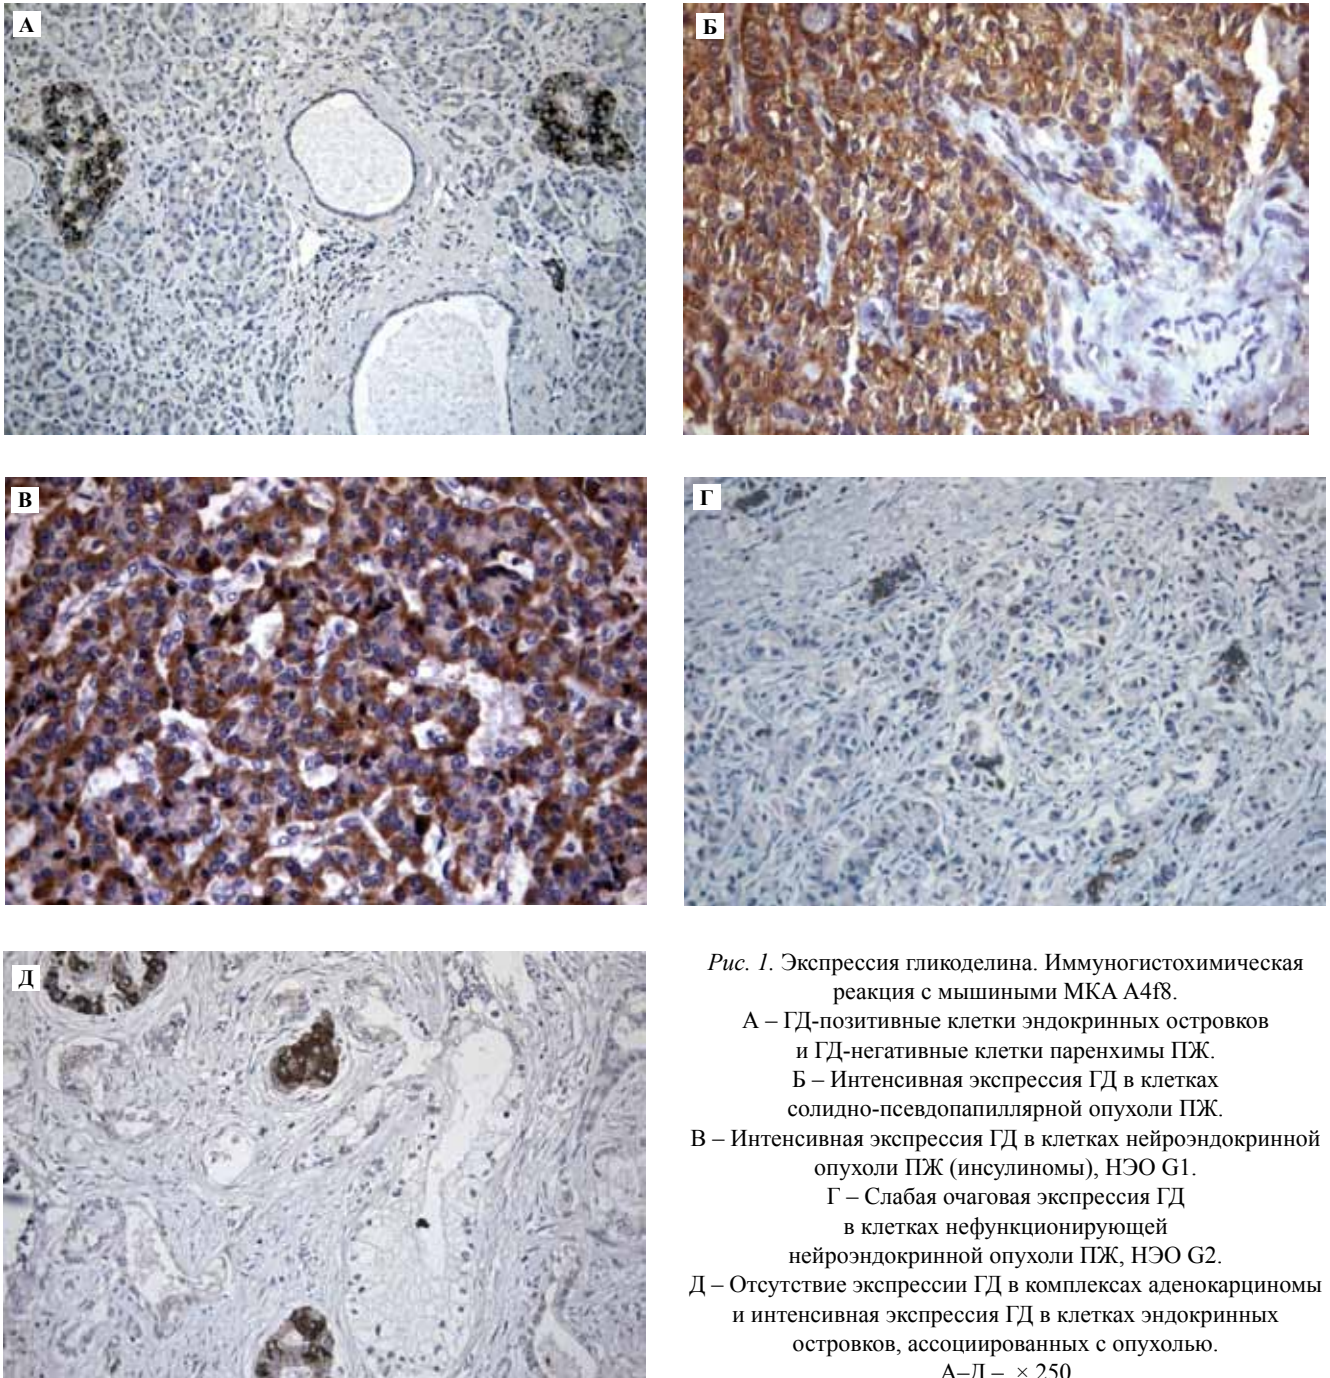 А
Б
В
Г
Д
Рис. 1. Экспрессия гликоделина. Иммуногистохимическая
реакция с мышиными МКА A4f8.
А – ГД-позитивные клетки эндокринных островков
и ГД-негативные клетки паренхимы ПЖ.
Б – Интенсивная экспрессия ГД в клетках
солидно-псевдопапиллярной опухоли ПЖ.
В – Интенсивная экспрессия ГД в клетках нейроэндокринной
опухоли ПЖ (инсулиномы), НЭО G1.
Г – Слабая очаговая экспрессия ГД
в клетках нефункционирующей
нейроэндокринной опухоли ПЖ, НЭО G2.
Д – Отсутствие экспрессии ГД в комплексах аденокарциномы
и интенсивная экспрессия ГД в клетках эндокринных
островков, ассоциированных с опухолью.
А–Д – × 250